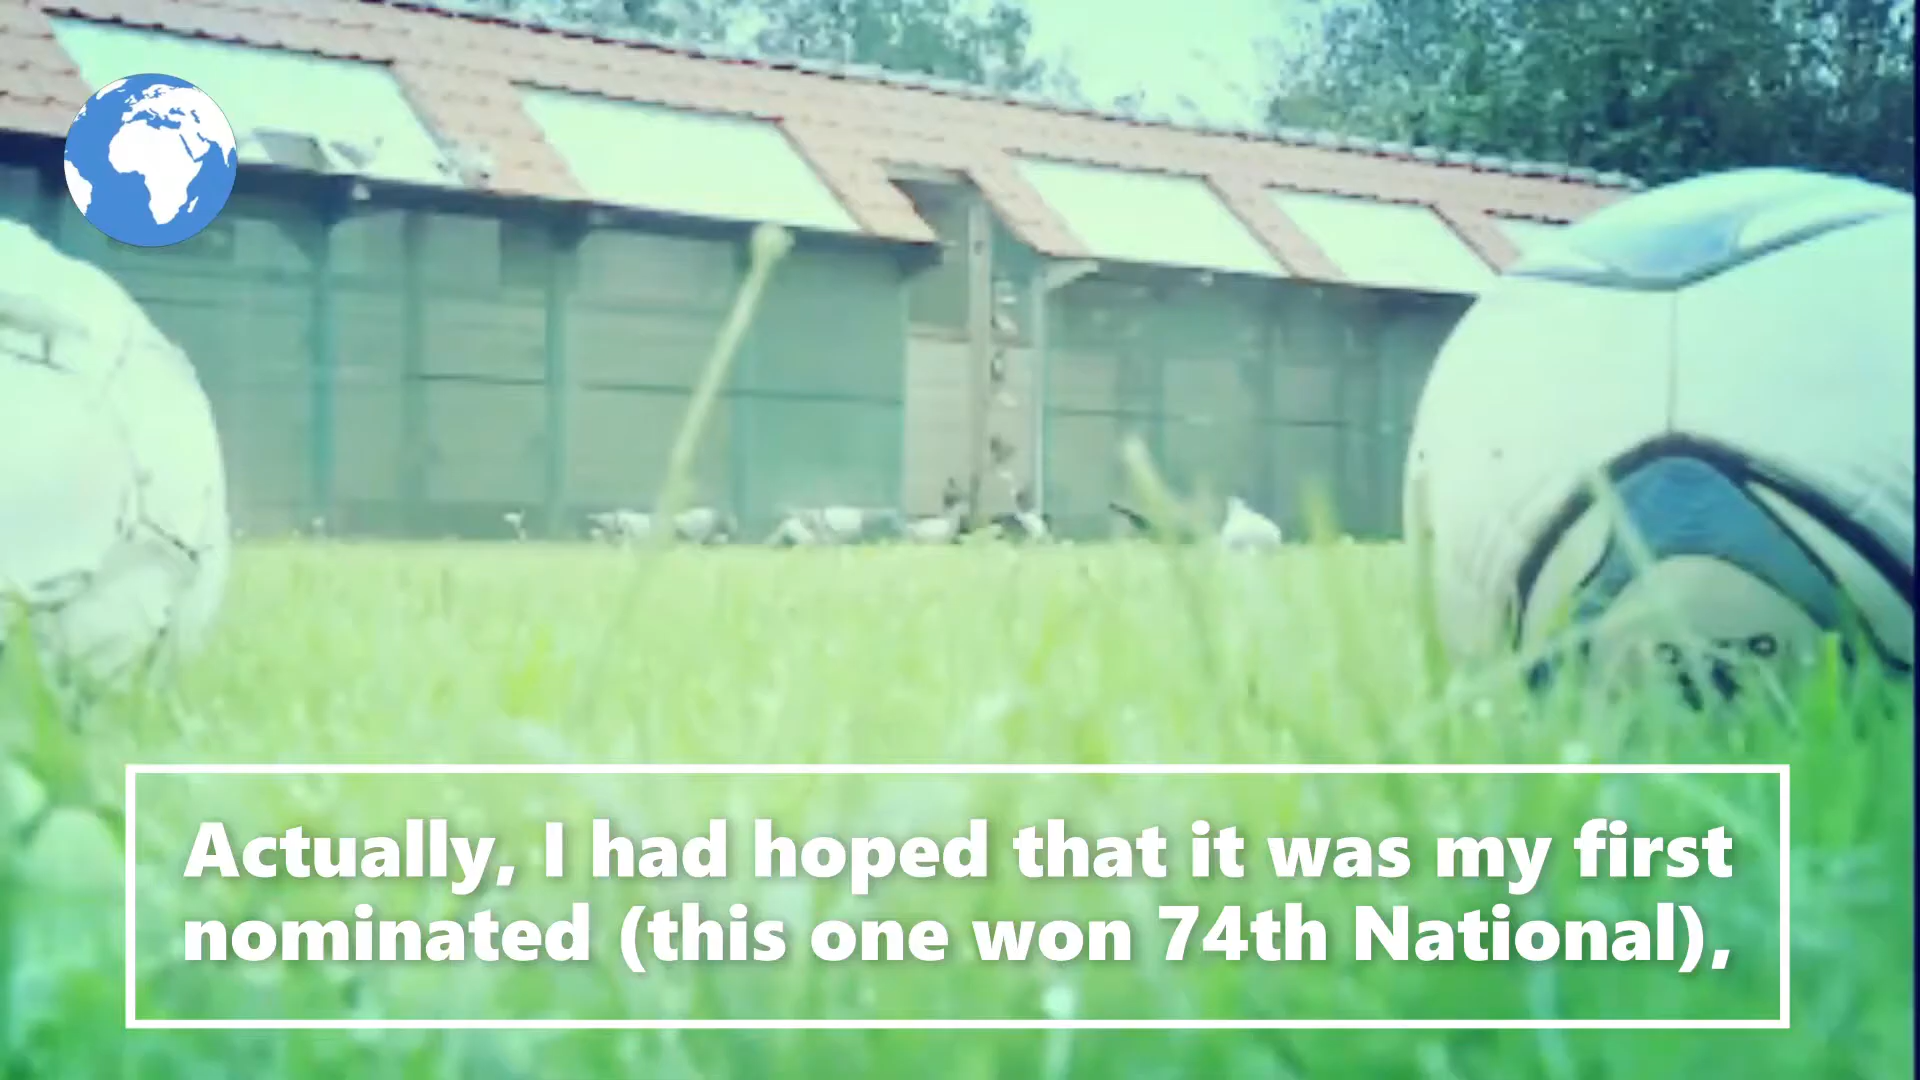 Actually, I had hoped that it was my first
nominated (this one won 74th National),